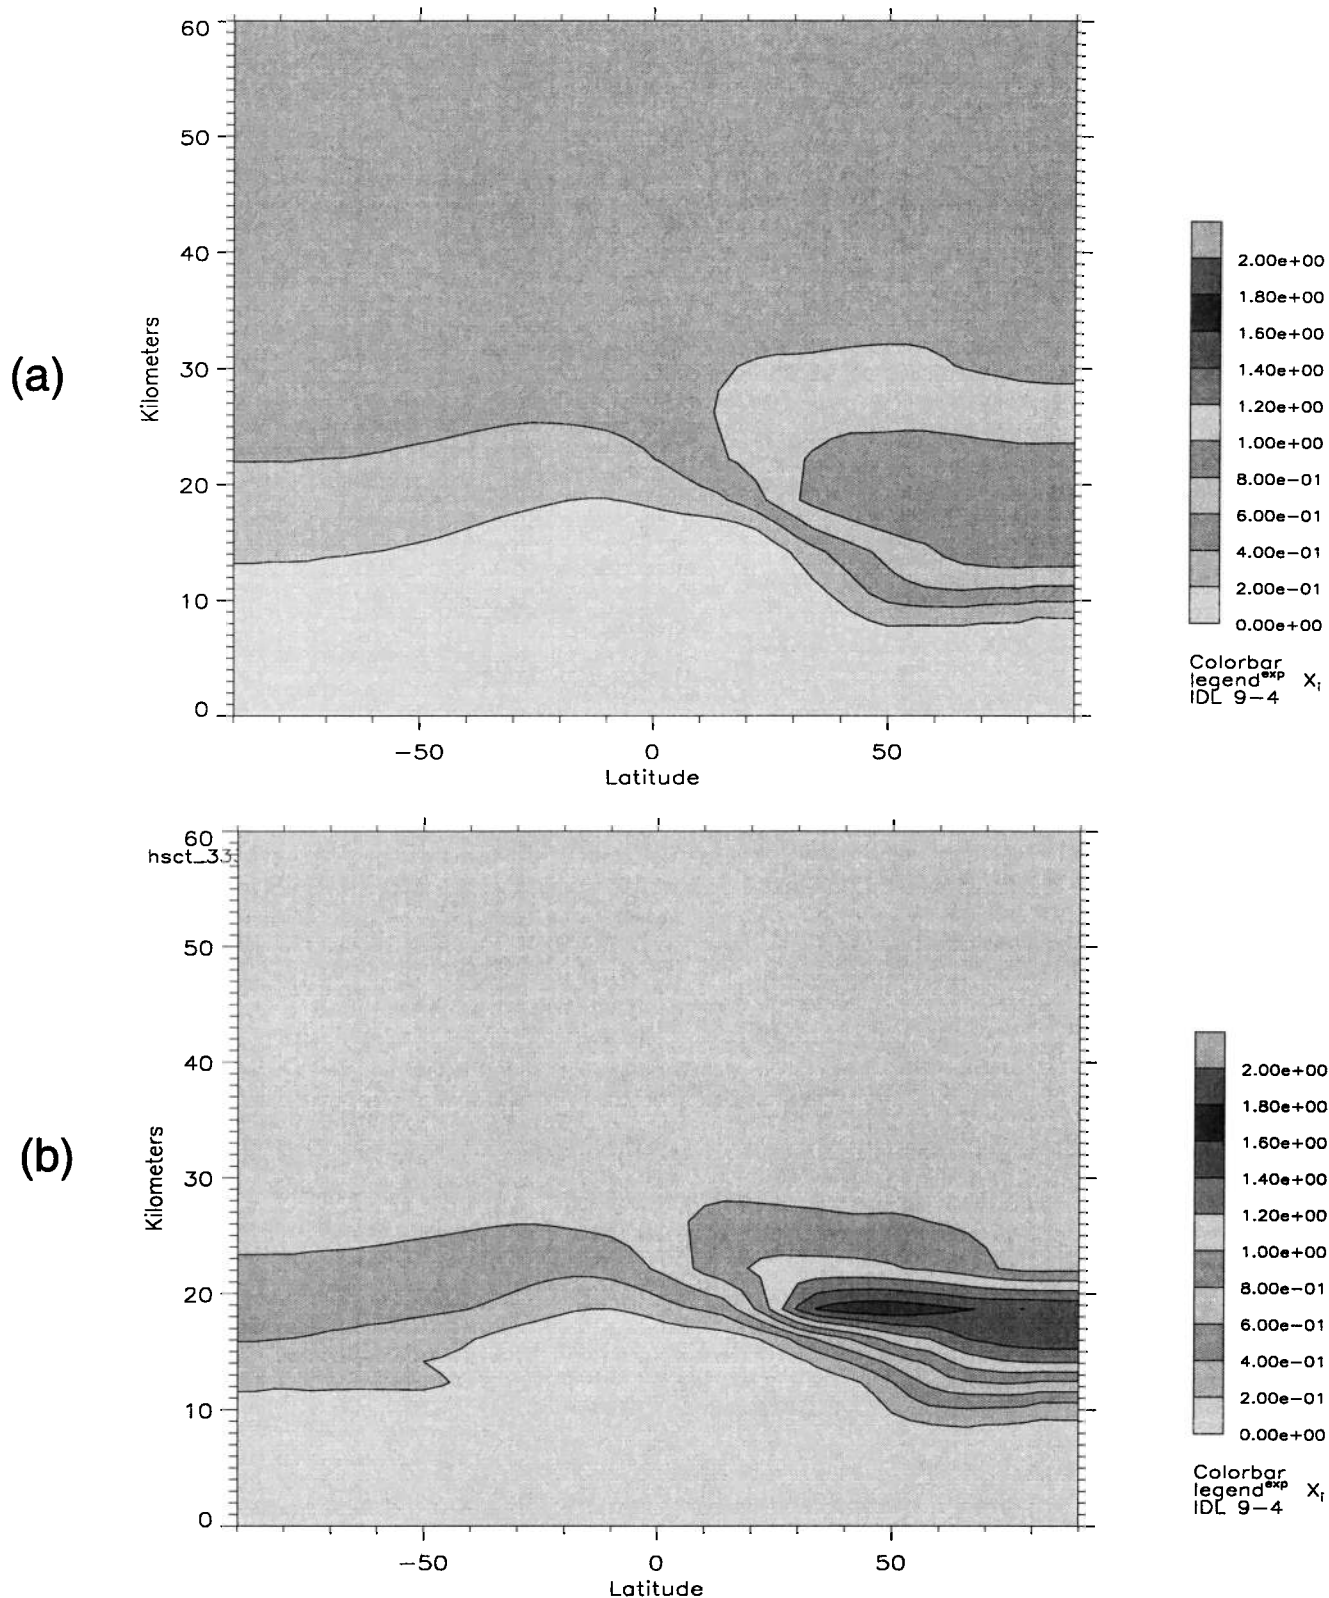 (a)
Kilometers
60
50
40
30
20
10
0
−50
0
50
Latitude
2.00e+00
1.80e+00
1.60e+00
1.40e+00
1.20e+00
1.00e+00
8.00e−01
6.00e−01
4.00e−01
2.00e−01
0.00e+00
Colorbar
legend exp Xi
IDL 9−4
(b)
Kilometers
hsct_33
60
50
40
30
20
10
0
−50
0
50
Latitude
2.00e+00
1.80e+00
1.60e+00
1.40e+00
1.20e+00
1.00e+00
8.00e−01
6.00e−01
4.00e−01
2.00e−01
0.00e+00
Colorbar
legend exp Xi
IDL 9−4